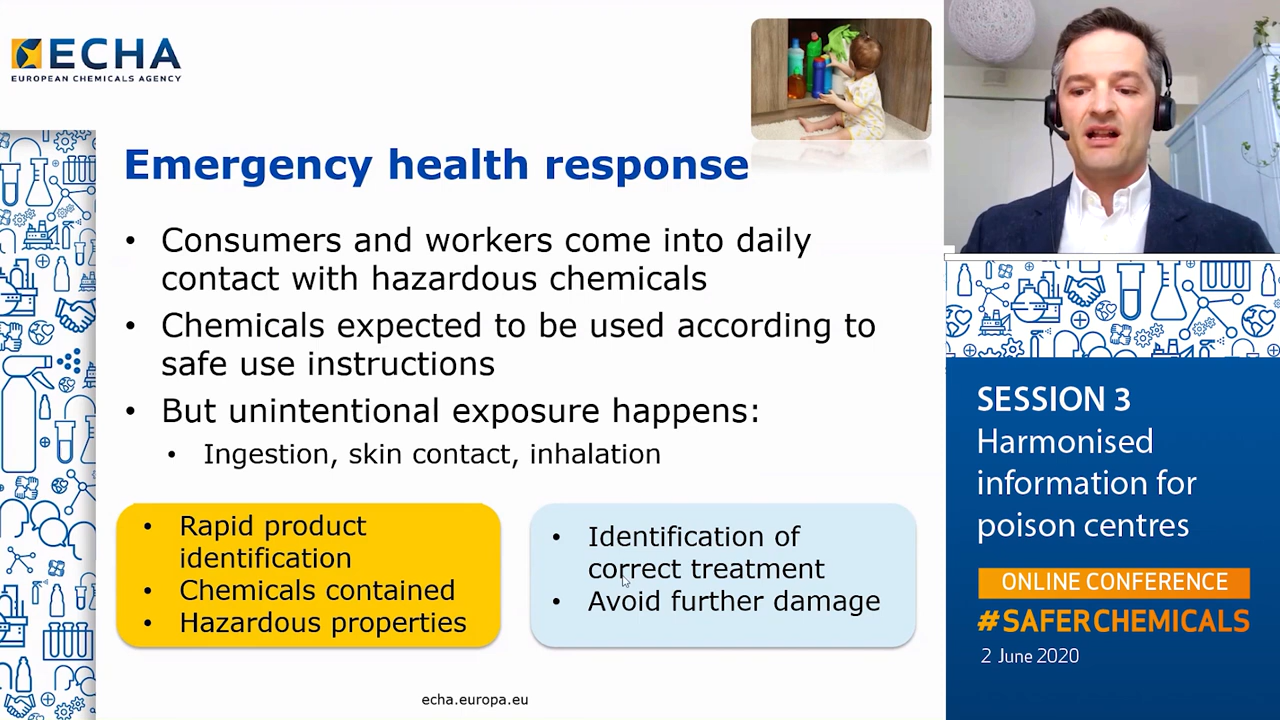 ECHA
EUROPEAN CHEMICALS AGENCY
Emergency health response
• Consumers and workers come into daily
contact with hazardous chemicals
• Chemicals expected to be used according to
safe use instructions
• But unintentional exposure happens:
• Ingestion, skin contact, inhalation
• Rapid product
identification
• Chemicals contained
• Hazardous properties
• Identification of
correct treatment
• Avoid further damage
echa.europa.eu
SESSION 3
Harmonised
information for
poison centres
ONLINE CONFERENCE
#SAFERCHEMICALS
2 June 2020